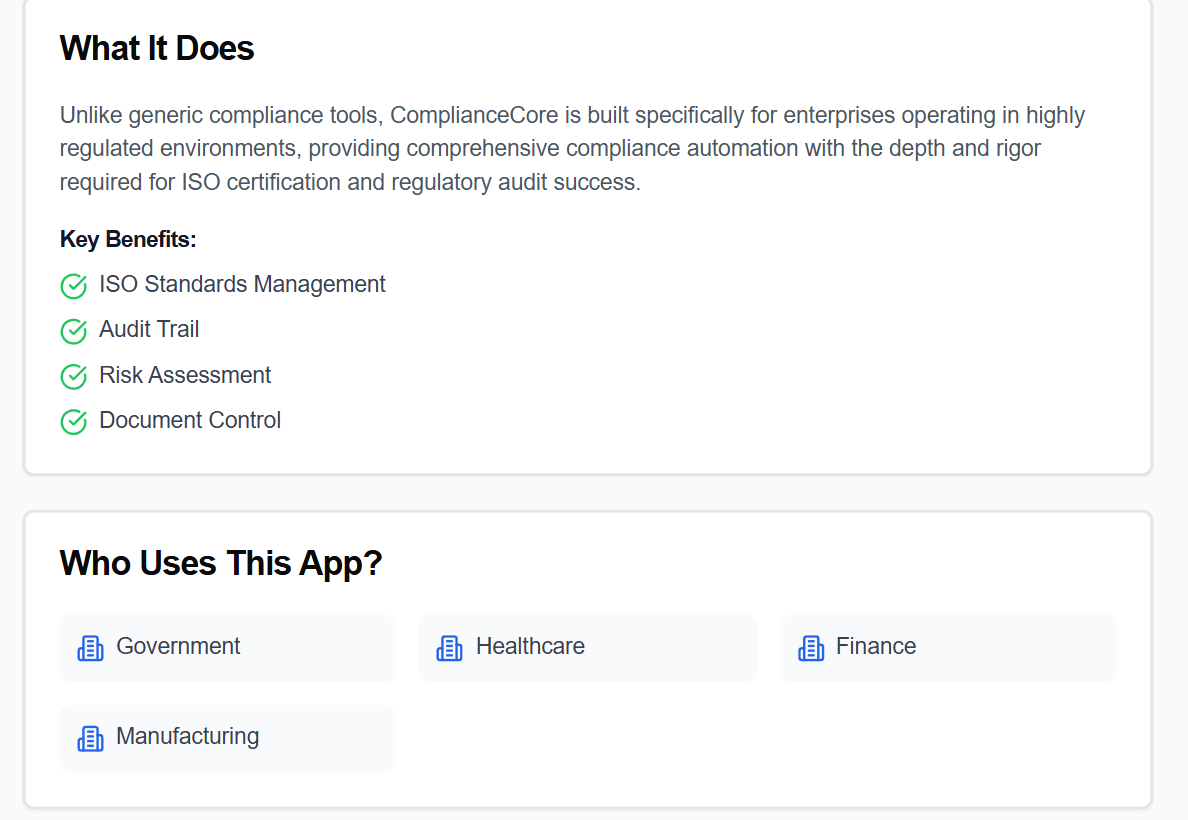 What It Does
Unlike generic compliance tools, ComplianceCore is built specifically for enterprises operating in highly
regulated environments, providing comprehensive compliance automation with the depth and rigor
required for ISO certification and regulatory audit success.
Key Benefits:
ISO Standards Management
Audit Trail
Risk Assessment
Document Control
Who Uses This App?
Government
Healthcare
Finance
Manufacturing